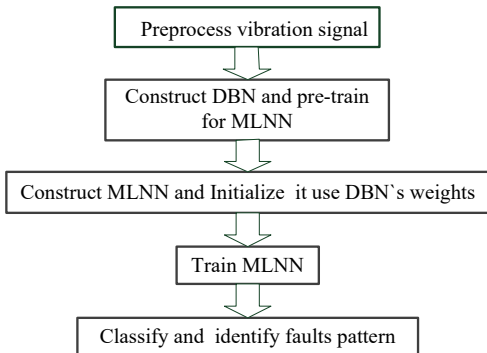 Preprocess vibration signal
Construct DBN and pre-train
for MLNN
Construct MLNN and Initialize it use DBN`s weights
Train MLNN
Classify and identify faults pattern